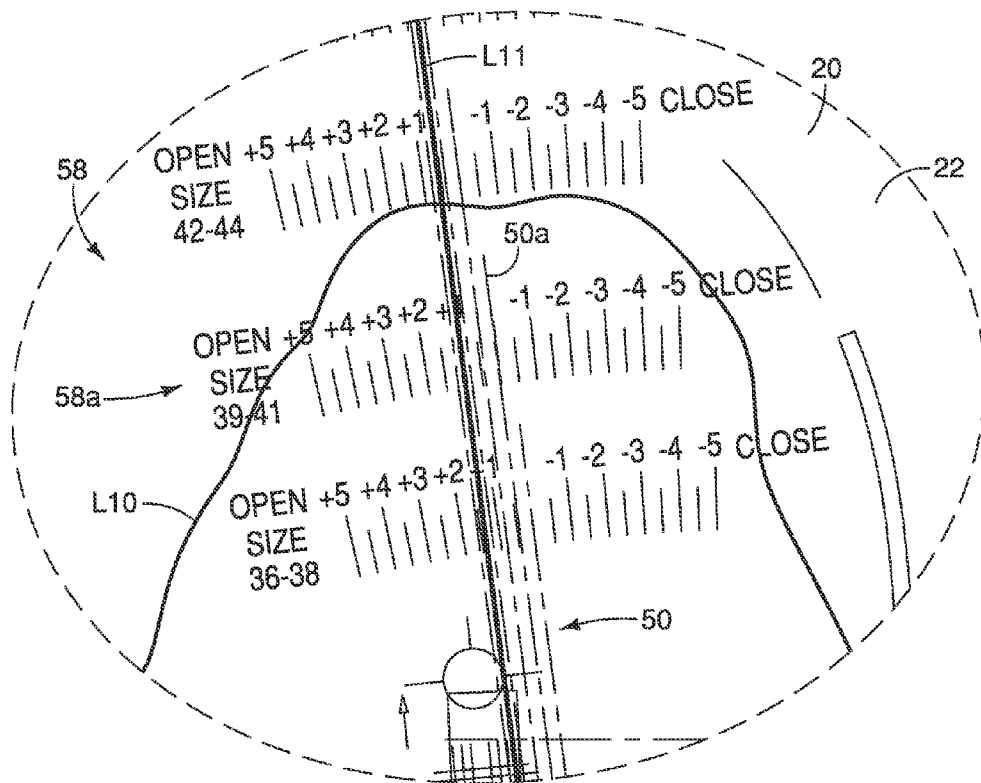 L11
20
58
22
OPEN +5 +4 +3 +2 +1 -1 -2 -3 -4 -5 CLOSE
SIZE
42-44
50a
OPEN +5 +4 +3 +2 -1 -2 -3 -4 -5 CLOSE
SIZE
39-41
58a
OPEN +5 +4 +3 +2 +1 -1 -2 -3 -4 -5 CLOSE
SIZE
36-38
L10
50